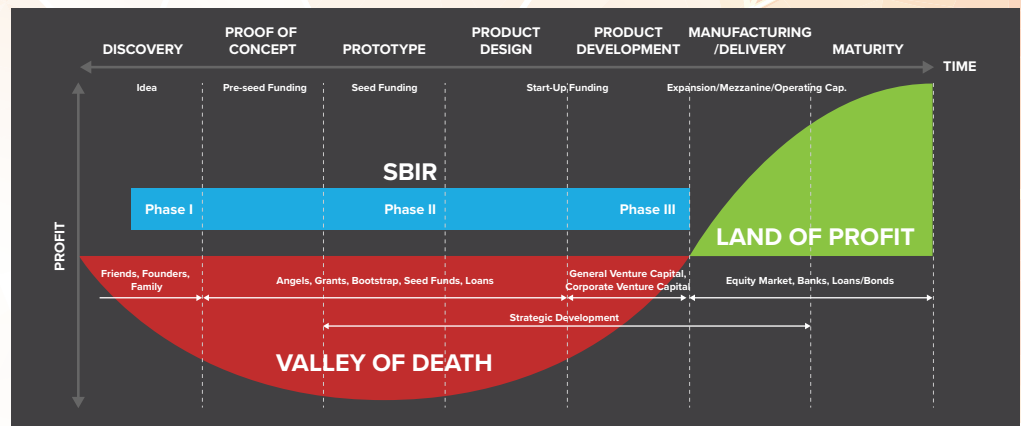 DISCOVERY
PROOF OF
CONCEPT
PROTOTYPE
PRODUCT
DESIGN
PRODUCT
DEVELOPMENT
MANUFACTURING
/DELIVERY
MATURITY
TIME
Idea
Pre-seed Funding
Seed Funding
Start-Up Funding
Expansion/Mezzanine/Operating Cap.
SBIR
Phase I
Phase II
Phase III
PROFIT
LAND OF PROFIT
Friends, Founders,
Family
Angels, Grants, Bootstrap, Seed Funds, Loans
General Venture Capital,
Corporate Venture Capital
Equity Market, Banks, Loans/Bonds
Strategic Development
VALLEY OF DEATH